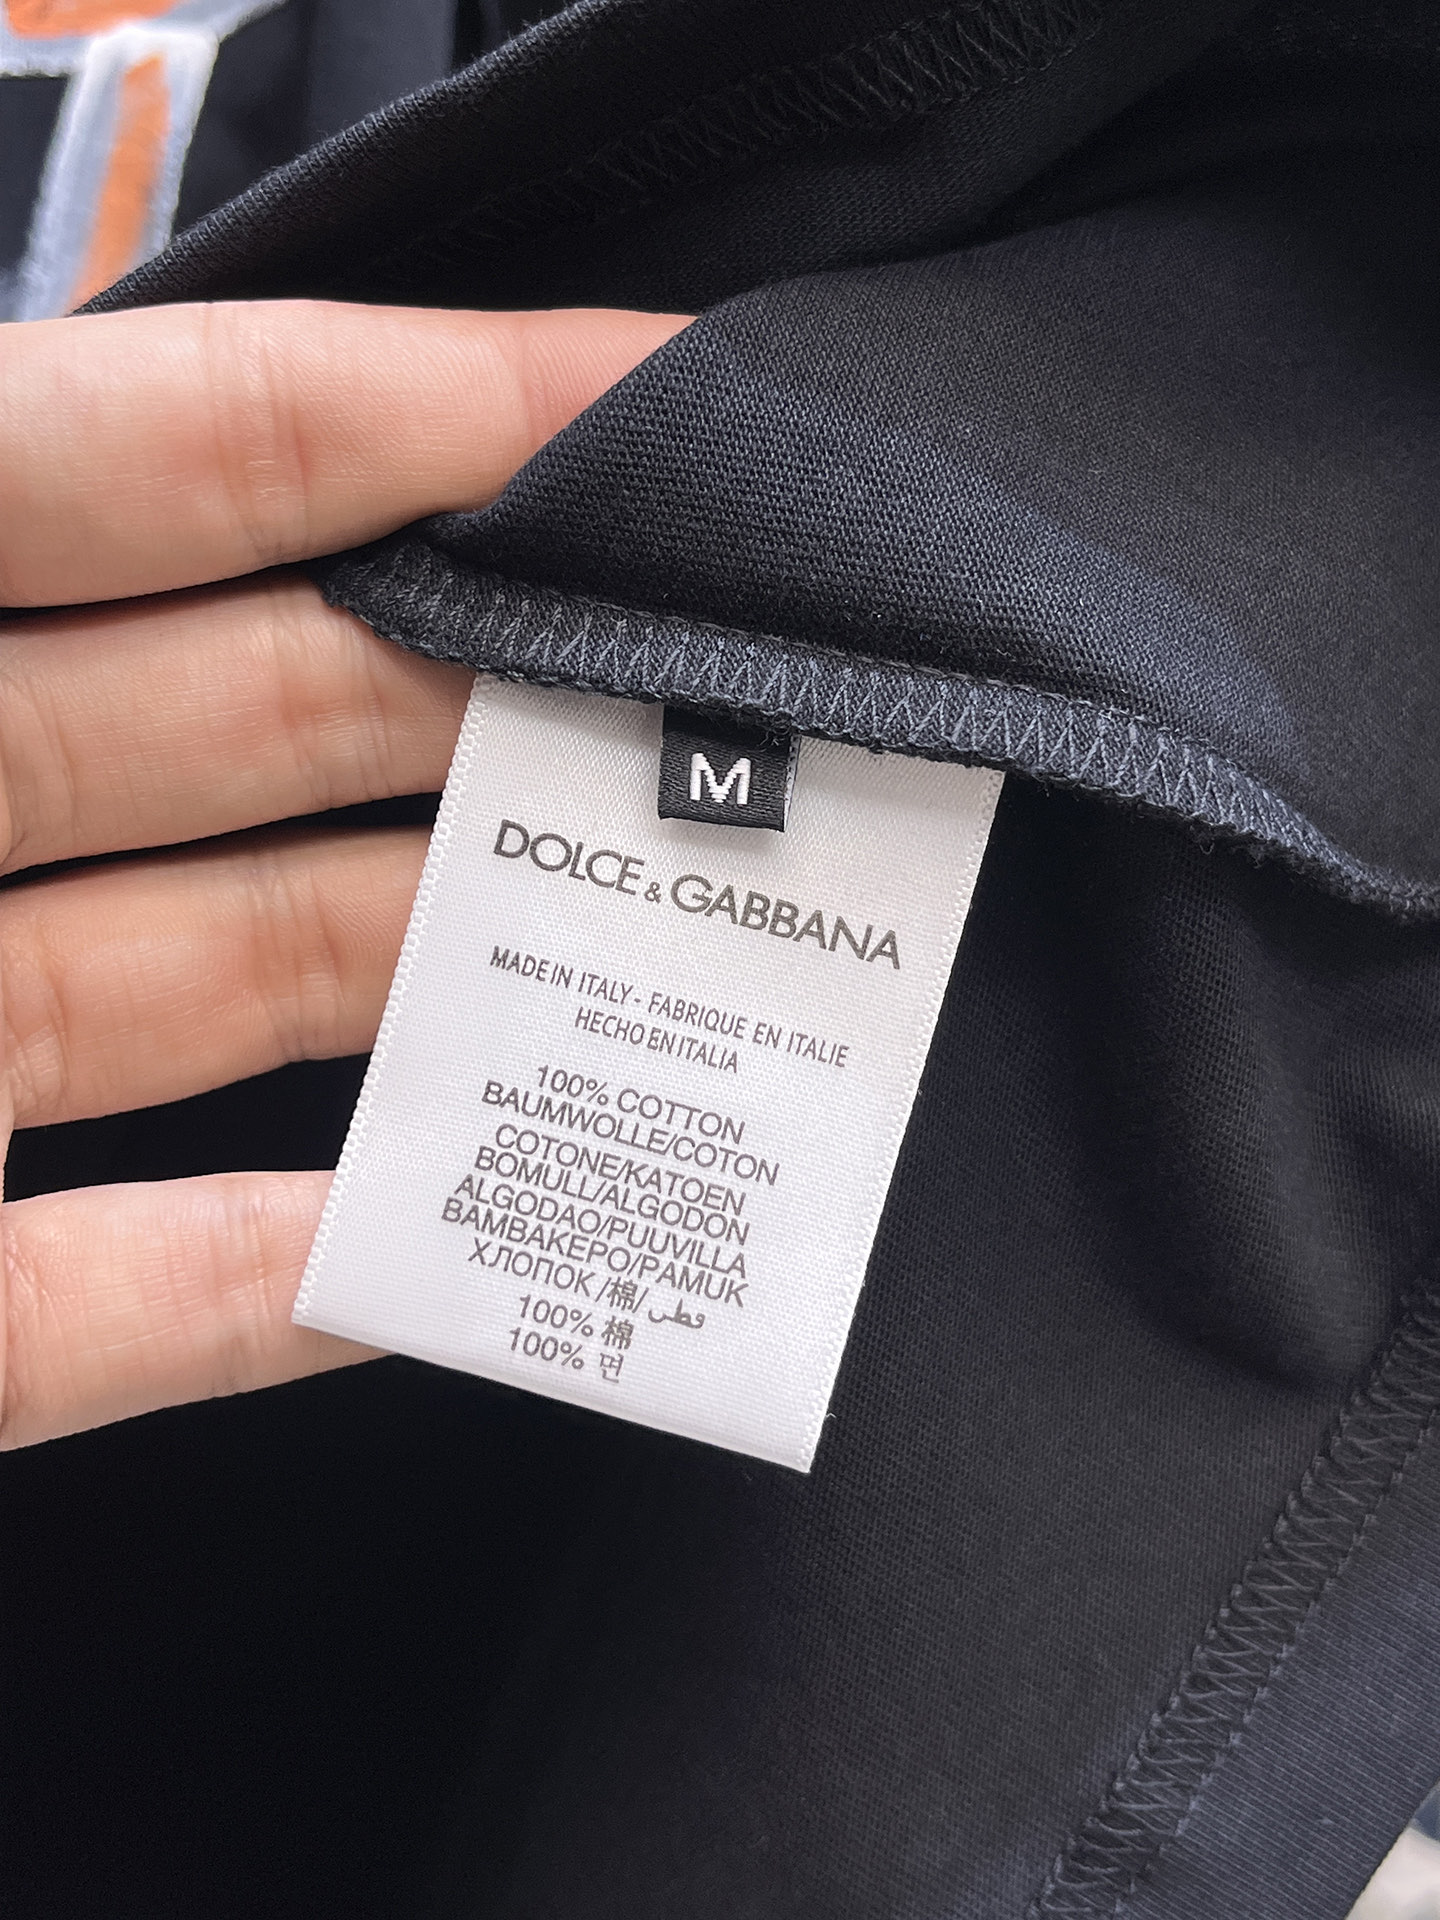 M
DOLCE & GABBANA
MADE IN ITALY - FABRIQUE EN ITALIE
HECHO EN ITALIA
100% COTTON
BAUMWOLLE/COTON
COTONE/KATOEN
BOMULL/ALGODON
ALGODAO/PUUVILLA
BAMBAKEPO/PAMUK
ХЛОПОК /棉/ قطن
100% 棉
100% 면